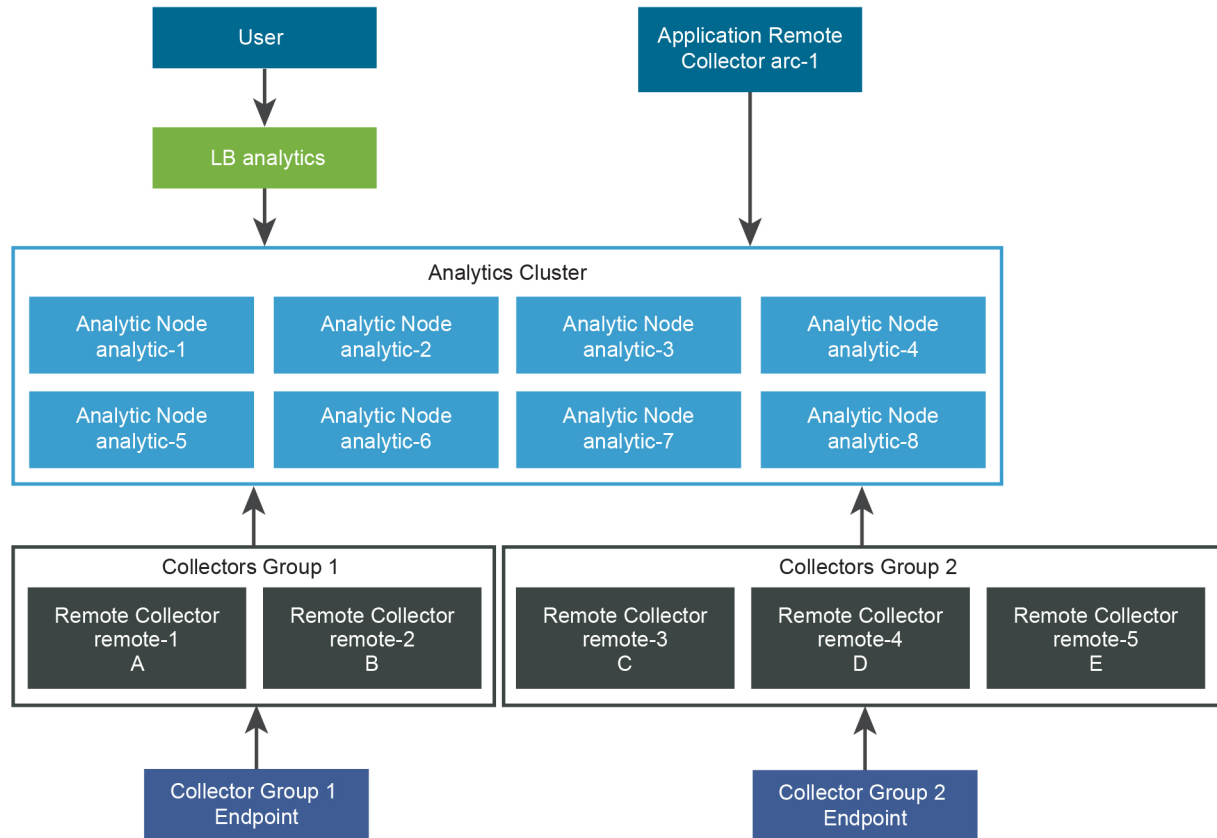 User
Application Remote
Collector arc-1
LB analytics
Analytics Cluster
Analytic Node
analytic-1
Analytic Node
analytic-2
Analytic Node
analytic-3
Analytic Node
analytic-4
Analytic Node
analytic-5
Analytic Node
analytic-6
Analytic Node
analytic-7
Analytic Node
analytic-8
Collectors Group 1
Remote Collector
remote-1
A
Remote Collector
remote-2
B
Collectors Group 2
Remote Collector
remote-3
C
Remote Collector
remote-4
D
Remote Collector
remote-5
E
Collector Group 1
Endpoint
Collector Group 2
Endpoint